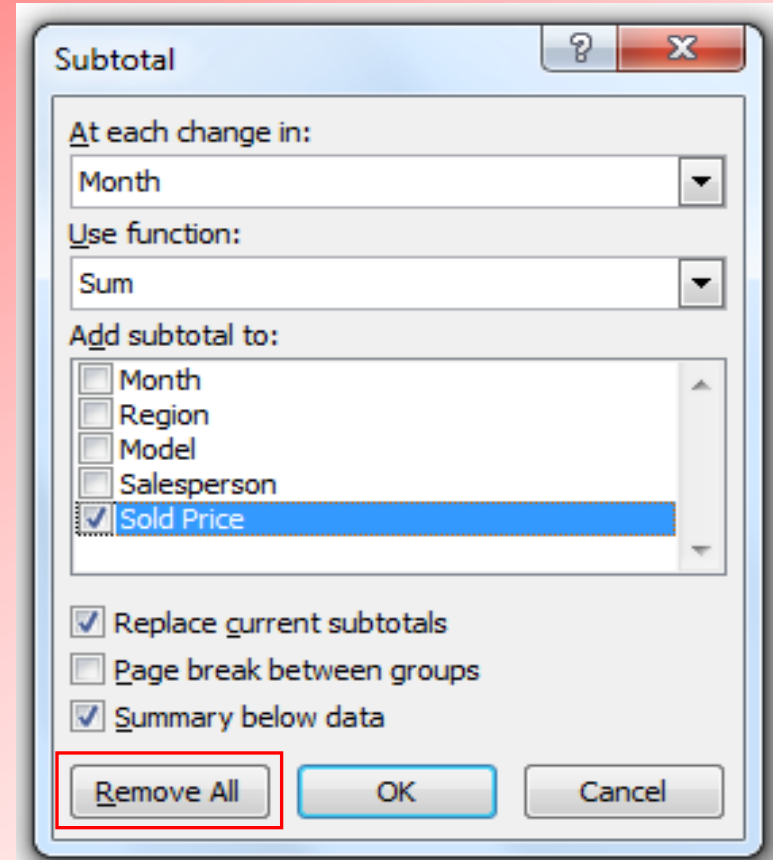 Subtotal
At each change in:
Month
Use function:
Sum
Add subtotal to:
Month
Region
Model
Salesperson
Sold Price
Replace current subtotals
Page break between groups
Summary below data
Remove All OK Cancel